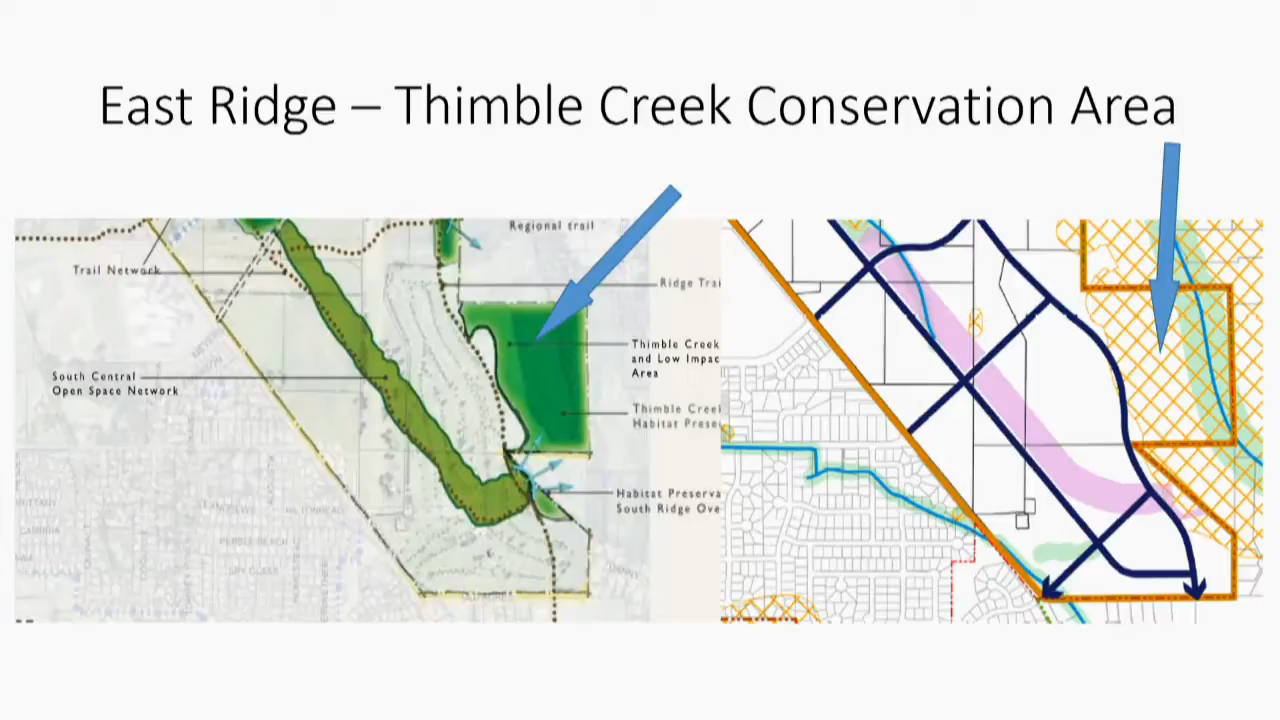 East Ridge – Thimble Creek Conservation Area
Regional trail
Trail Network
Ridge Trai
Thimble Creek
and Low Impac
Area
South Central
Open Space Network
Thimble Creek
Habitat Prese
Habitat Preserva
South Ridge Ove